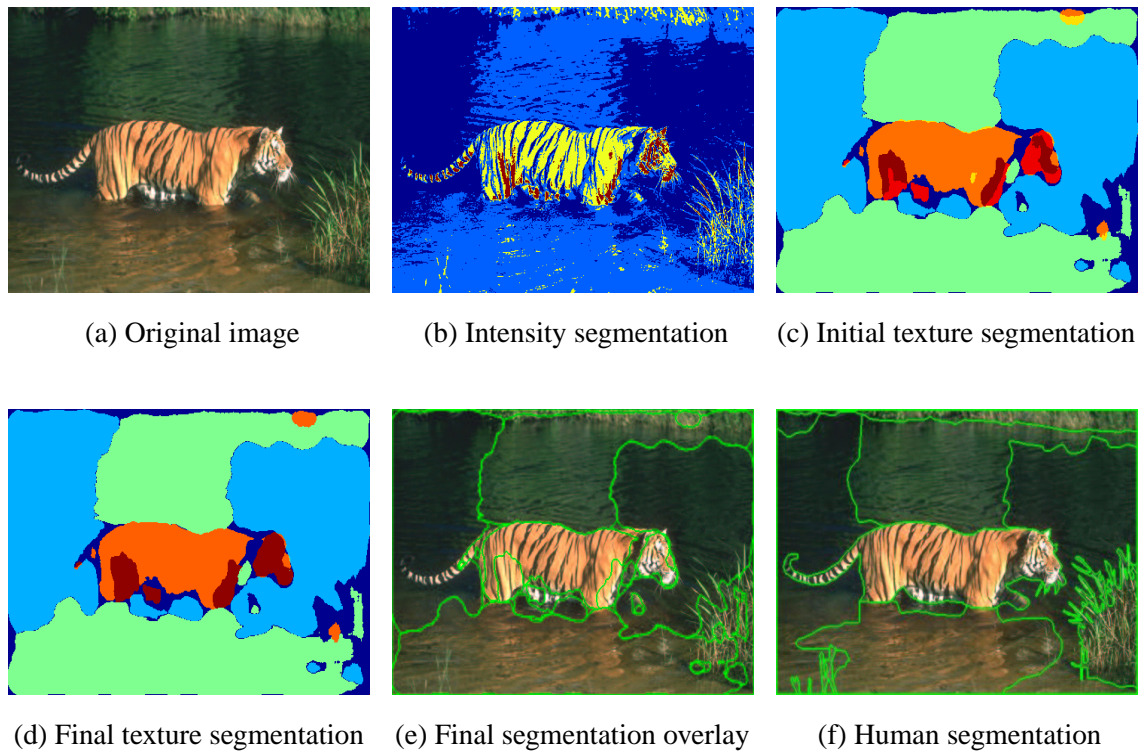 (a) Original image
(b) Intensity segmentation
(c) Initial texture segmentation
(d) Final texture segmentation
(e) Final segmentation overlay
(f) Human segmentation